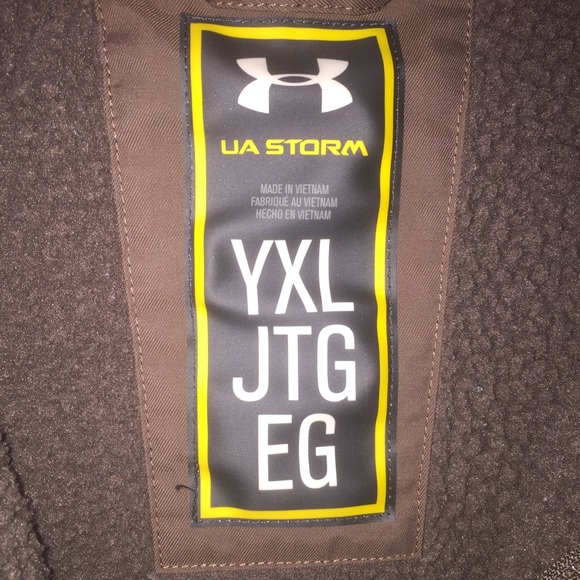 UA STORM
MADE IN VIETNAM
FABRIQUÉ AU VIETNAM
HECHO EN VIETNAM
YXL
JTG
EG